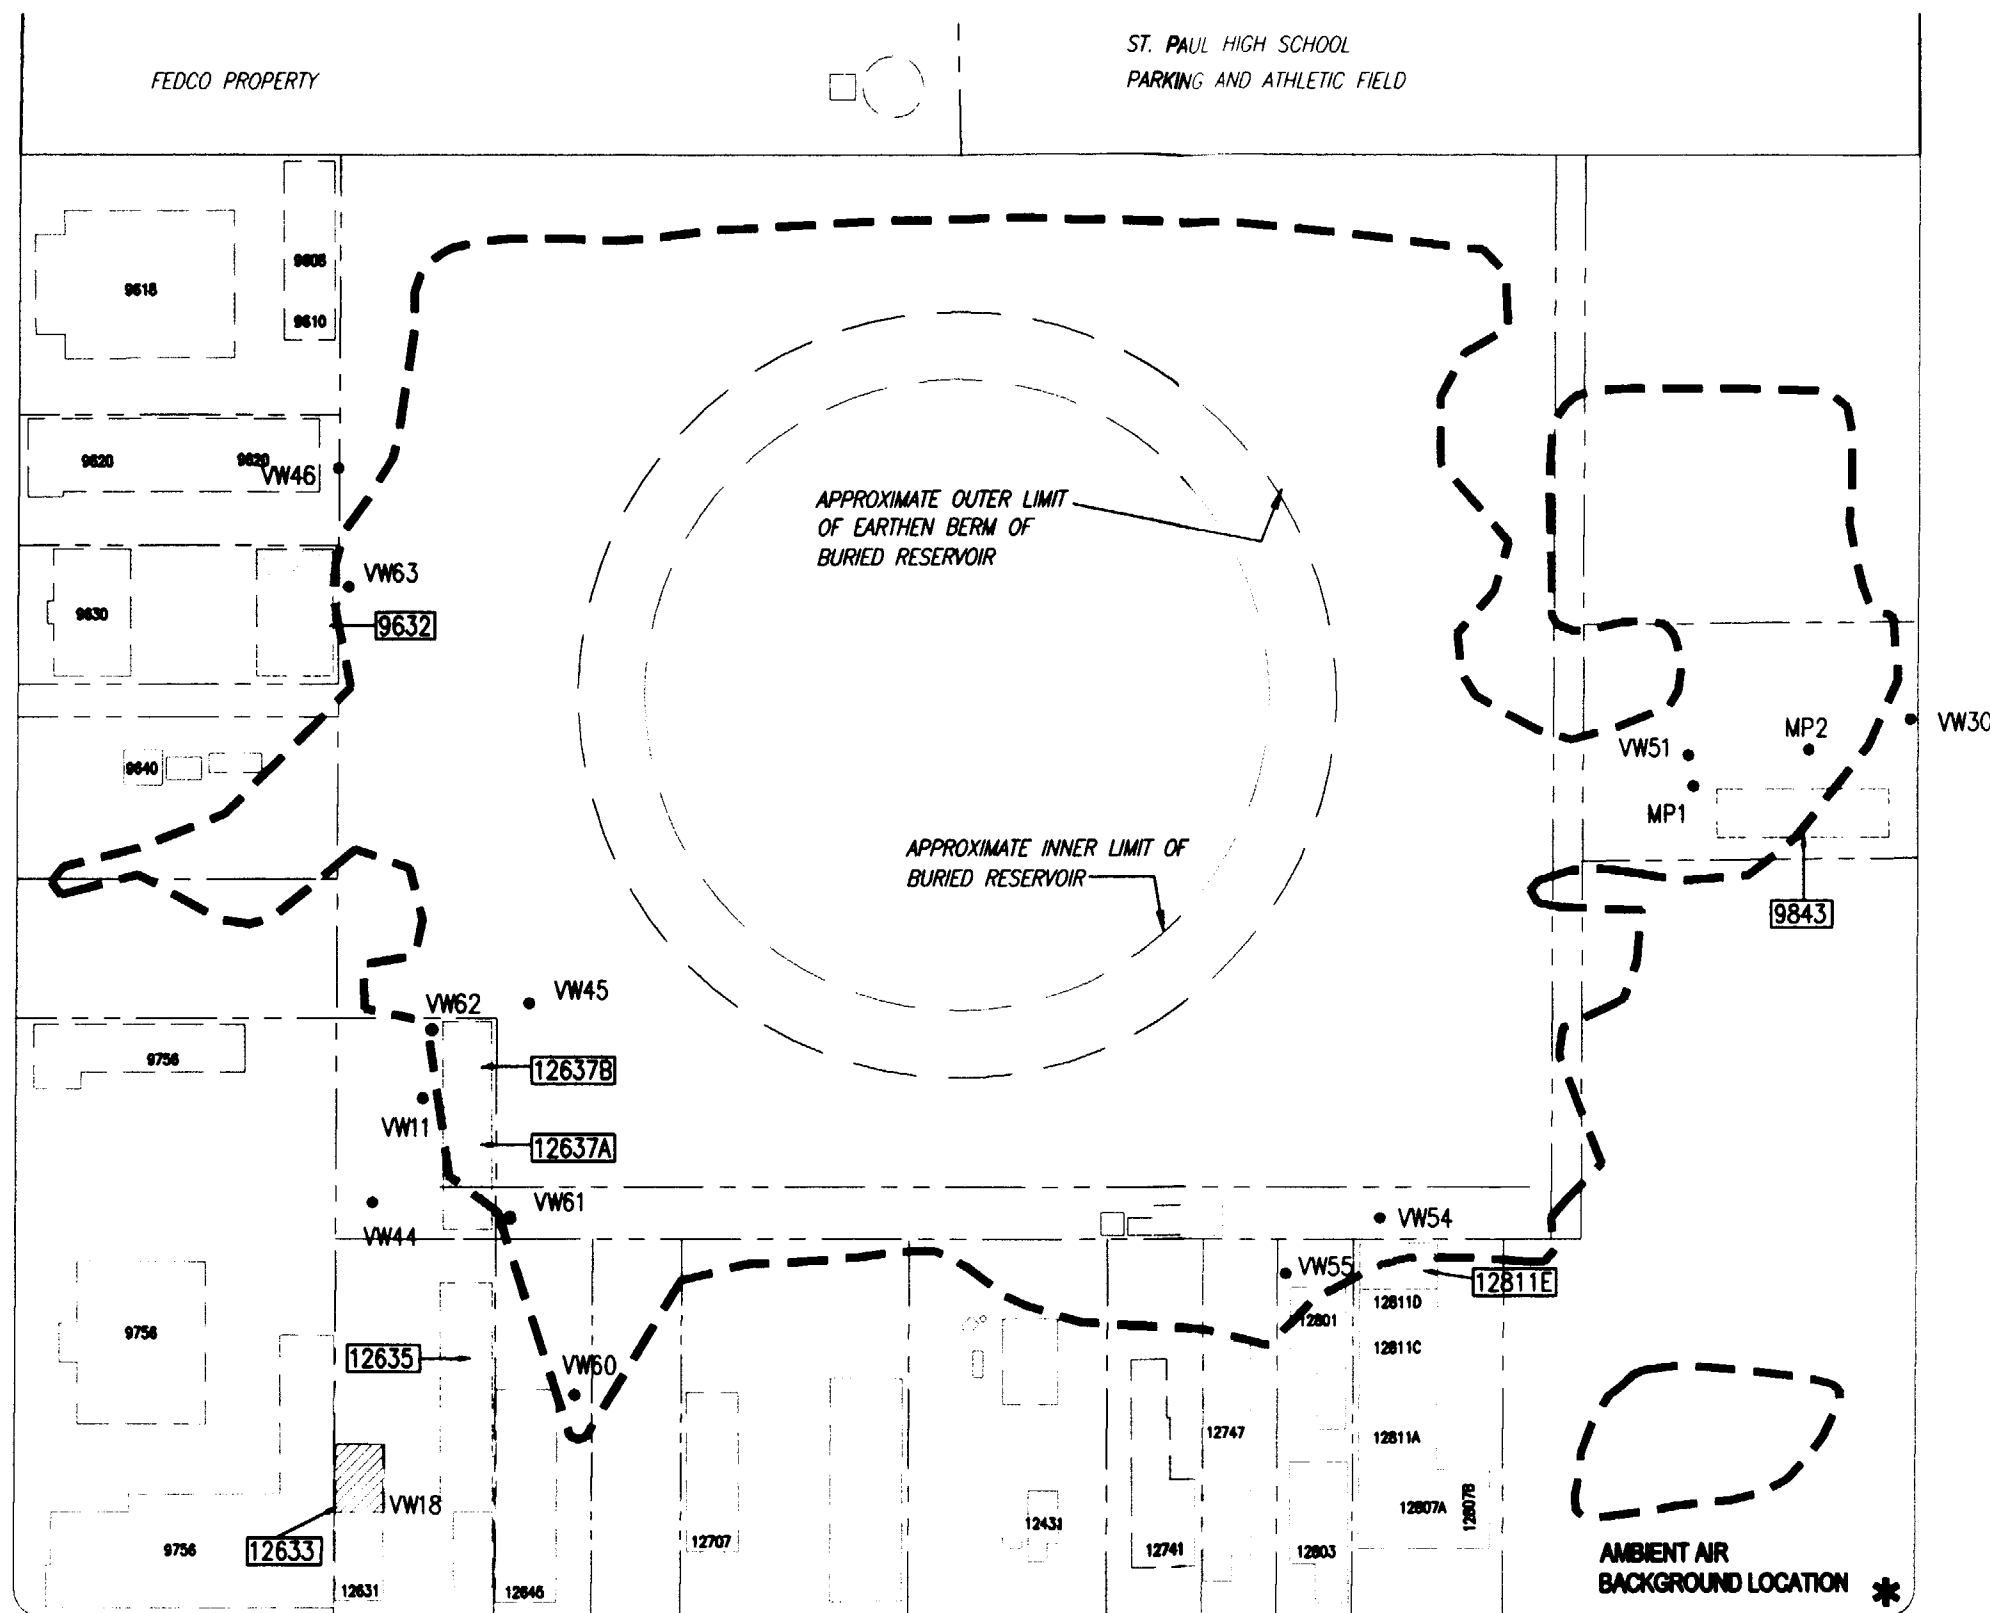 FEDCO PROPERTY
ST. PAUL HIGH SCHOOL
PARKING AND ATHLETIC FIELD
9618
9605
9610
9620
9620
VW46
APPROXIMATE OUTER LIMIT
OF EARTHEN BERM OF
BURIED RESERVOIR
VW63
9630
9632
9640
VW51
MP2
VW30
MP1
APPROXIMATE INNER LIMIT OF
BURIED RESERVOIR
9843
VW62
VW45
9756
12637B
VW11
12637A
VW61
VW44
VW54
VW55
12811E
12811D
12801
9756
12811C
12635
VW60
12747
12811A
VW18
12807A
12807B
9756
12633
12707
12741
12803
12631
AMBIENT AIR
BACKGROUND LOCATION *